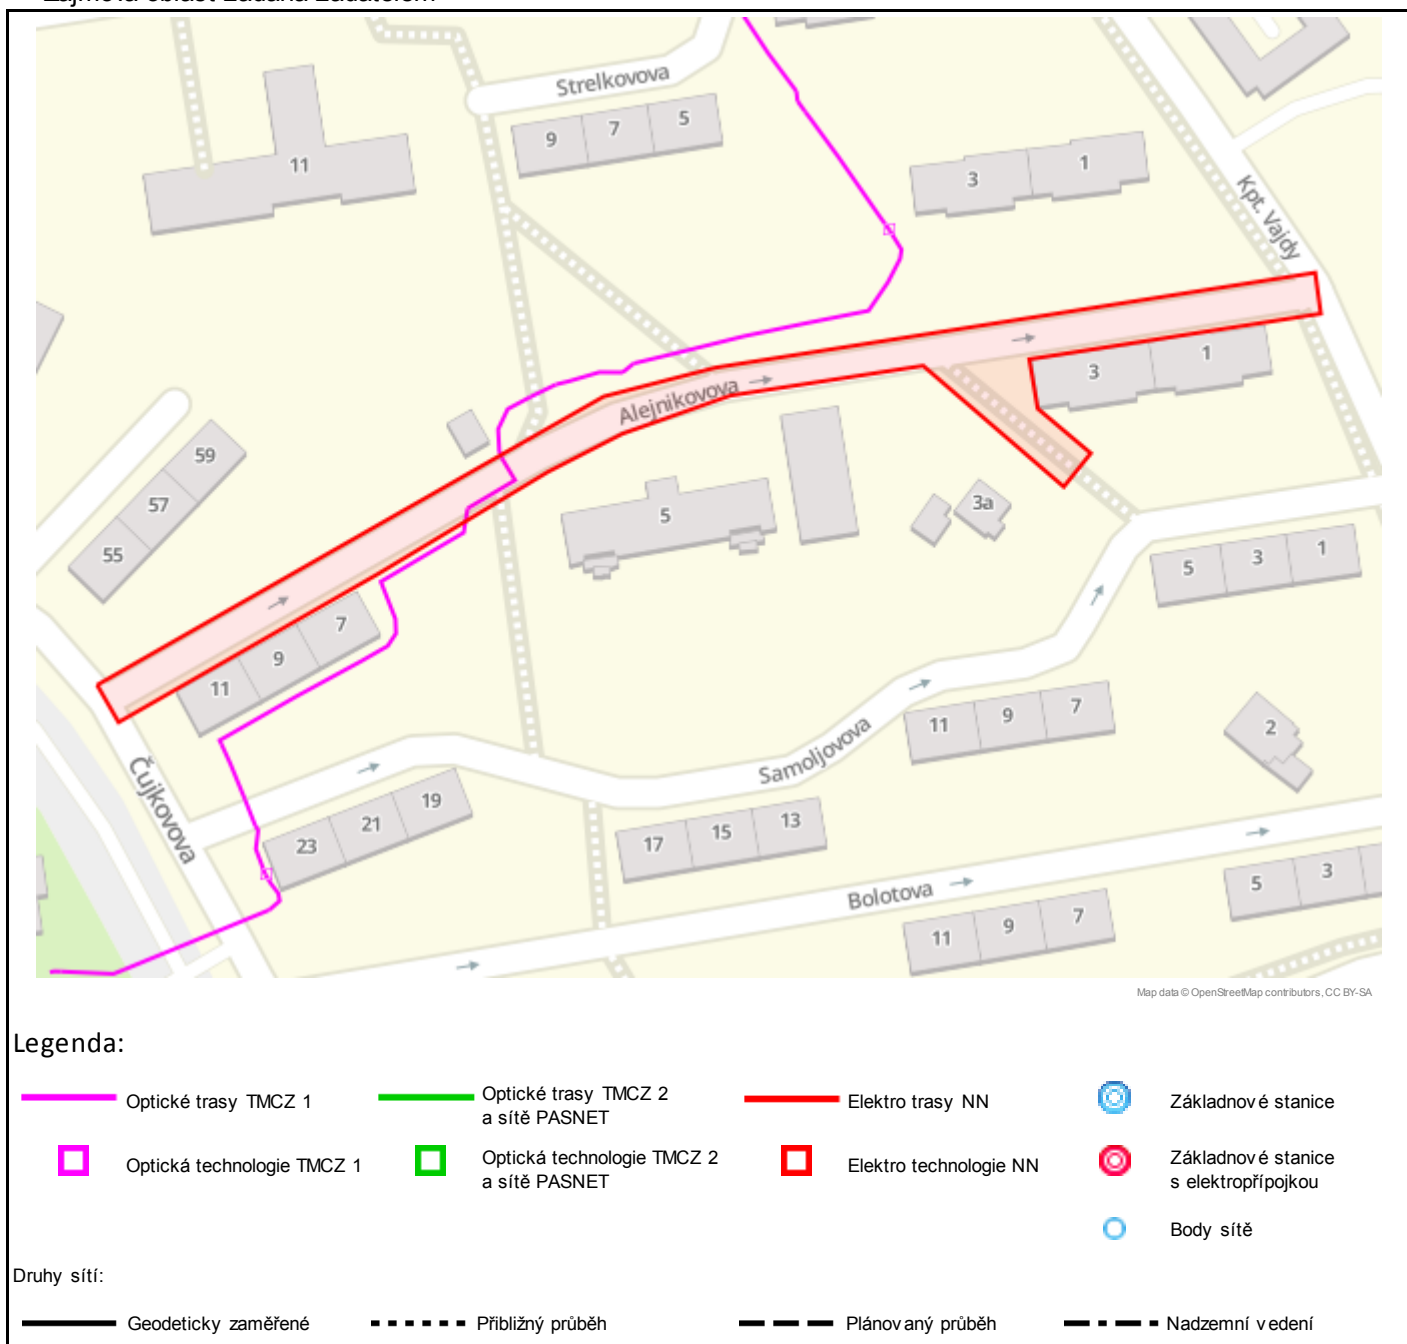 Zájmová oblast zadaná žadatelem
Strelkovova
9
7
5
11
3
1
Kpt. Vajdy
Alejnikovova
3
1
59
57
55
5
3a
5
3
1
7
9
11
11
9
7
2
Čujkovova
Samoljovova
19
21
23
17
15
13
Bolotova
5
3
11
9
7
Map data © OpenStreetMap contributors, CC BY-SA
Legenda:
Optické trasy TMCZ 1
Optické trasy TMCZ 2
a sítě PASNET
Elektro trasy NN
Základnové stanice
Optická technologie TMCZ 1
Optická technologie TMCZ 2
a sítě PASNET
Elektro technologie NN
Základnové stanice
s elektropřípojkou
Body sítě
Druhy sítí:
Geodeticky zaměřené
Přibližný průběh
Plánovaný průběh
Nadzemní vedení